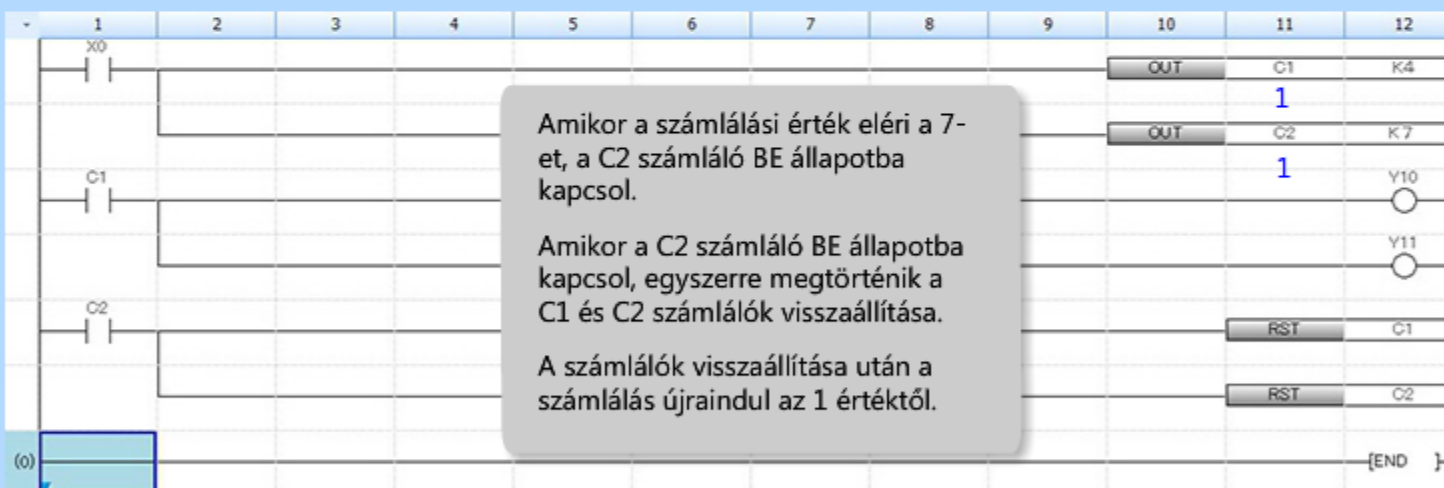 1 2 3 4 5 6 7 8 9 10 11 12
X0
OUT C1 K4
1
OUT C2 K7
1
C1
Y10
Y11
C2
RST C1
RST C2
(0)
[END ]
Amikor a számlálási érték eléri a 7-
et, a C2 számláló BE állapotba
kapcsol.
Amikor a C2 számláló BE állapotba
kapcsol, egyszerre megtörténik a
C1 és C2 számlálók visszaállítása.
A számlálók visszaállítása után a
számlálás újraindul az 1 értéktől.